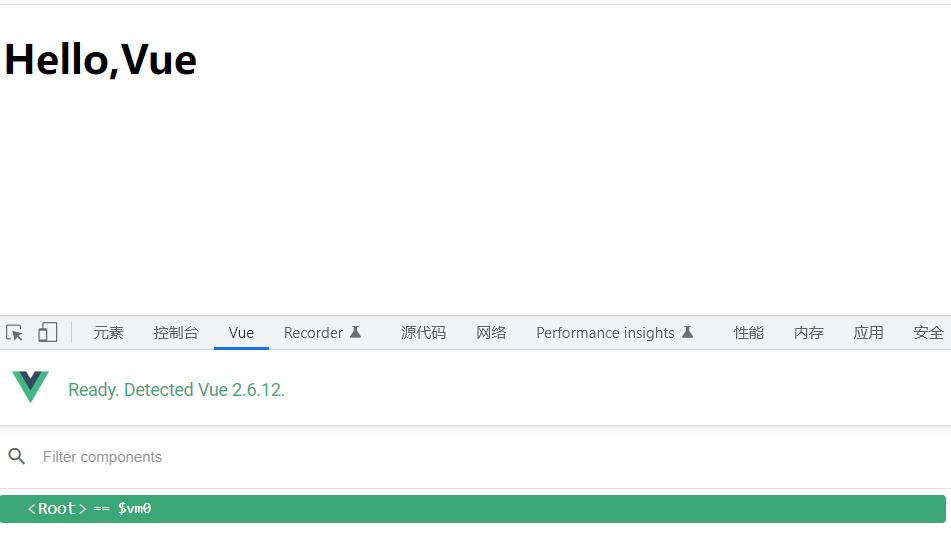 Hello,Vue
元素 控制台 Vue Recorder 源代码 网络 Performance insights 性能 内存 应用 安全
Ready. Detected Vue 2.6.12.
Filter components
<Root> == $vm0